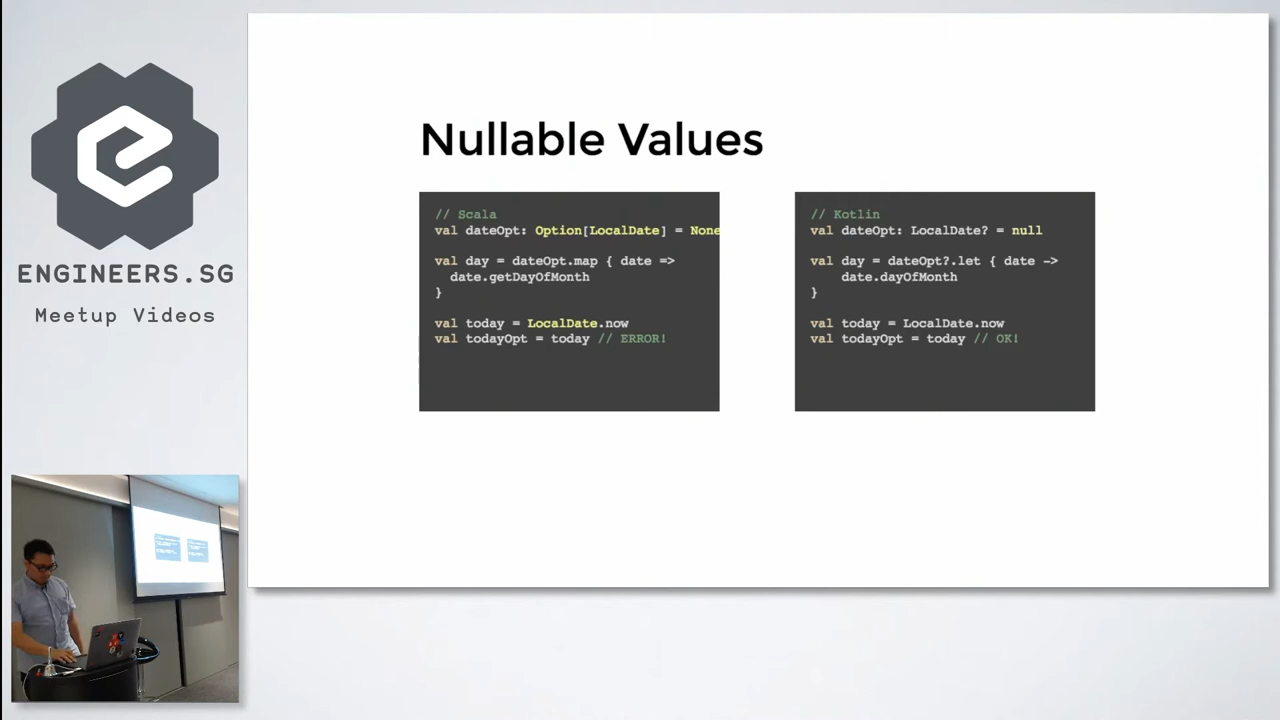 ENGINEERS.SG
Meetup Videos
Nullable Values
// Scala
val dateOpt: Option[LocalDate] = None
val day = dateOpt.map { date =>
date.getDayOfMonth
}
val today = LocalDate.now
val todayOpt = today // ERROR!
// Kotlin
val dateOpt: LocalDate? = null
val day = dateOpt?.let { date ->
date.dayOfMonth
}
val today = LocalDate.now
val todayOpt = today // OK!